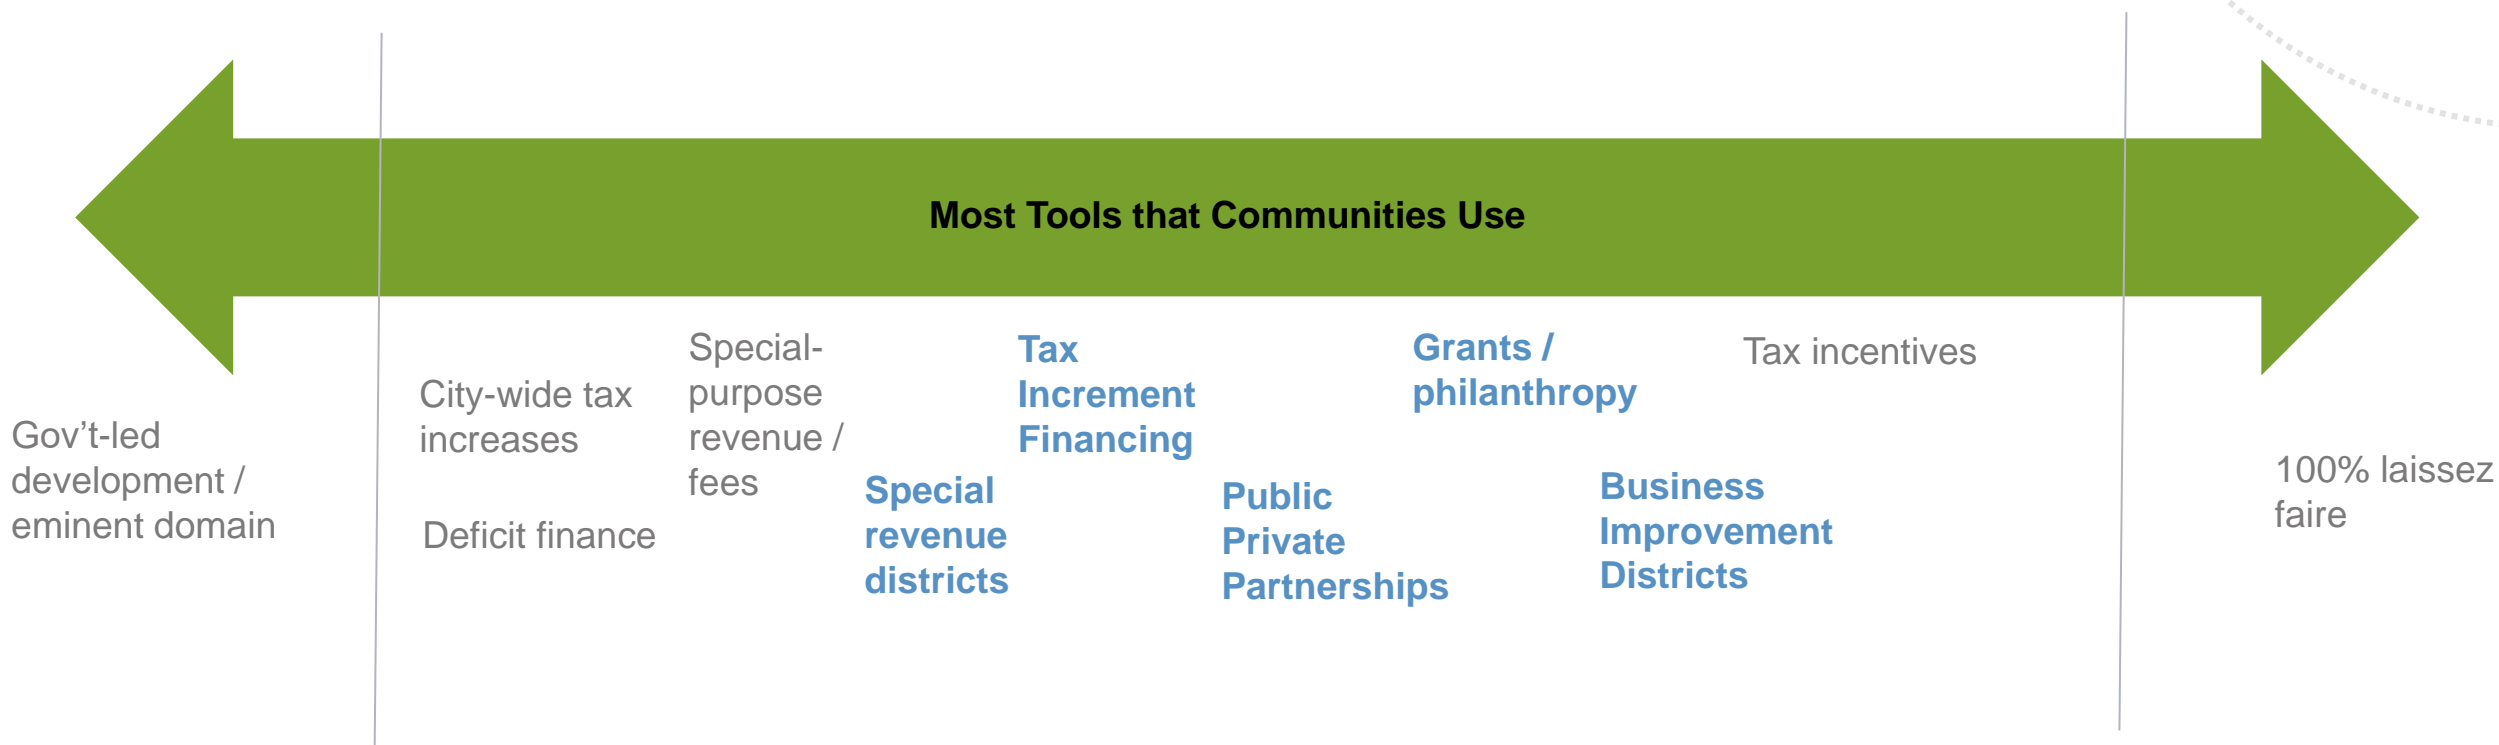 Most Tools that Communities Use
Gov’t-led
development /
eminent domain
City-wide tax
increases
Deficit finance
Special-
purpose
revenue /
fees
Special
revenue
districts
Tax
Increment
Financing
Public
Private
Partnerships
Grants /
philanthropy
Business
Improvement
Districts
Tax incentives
100% laissez
faire